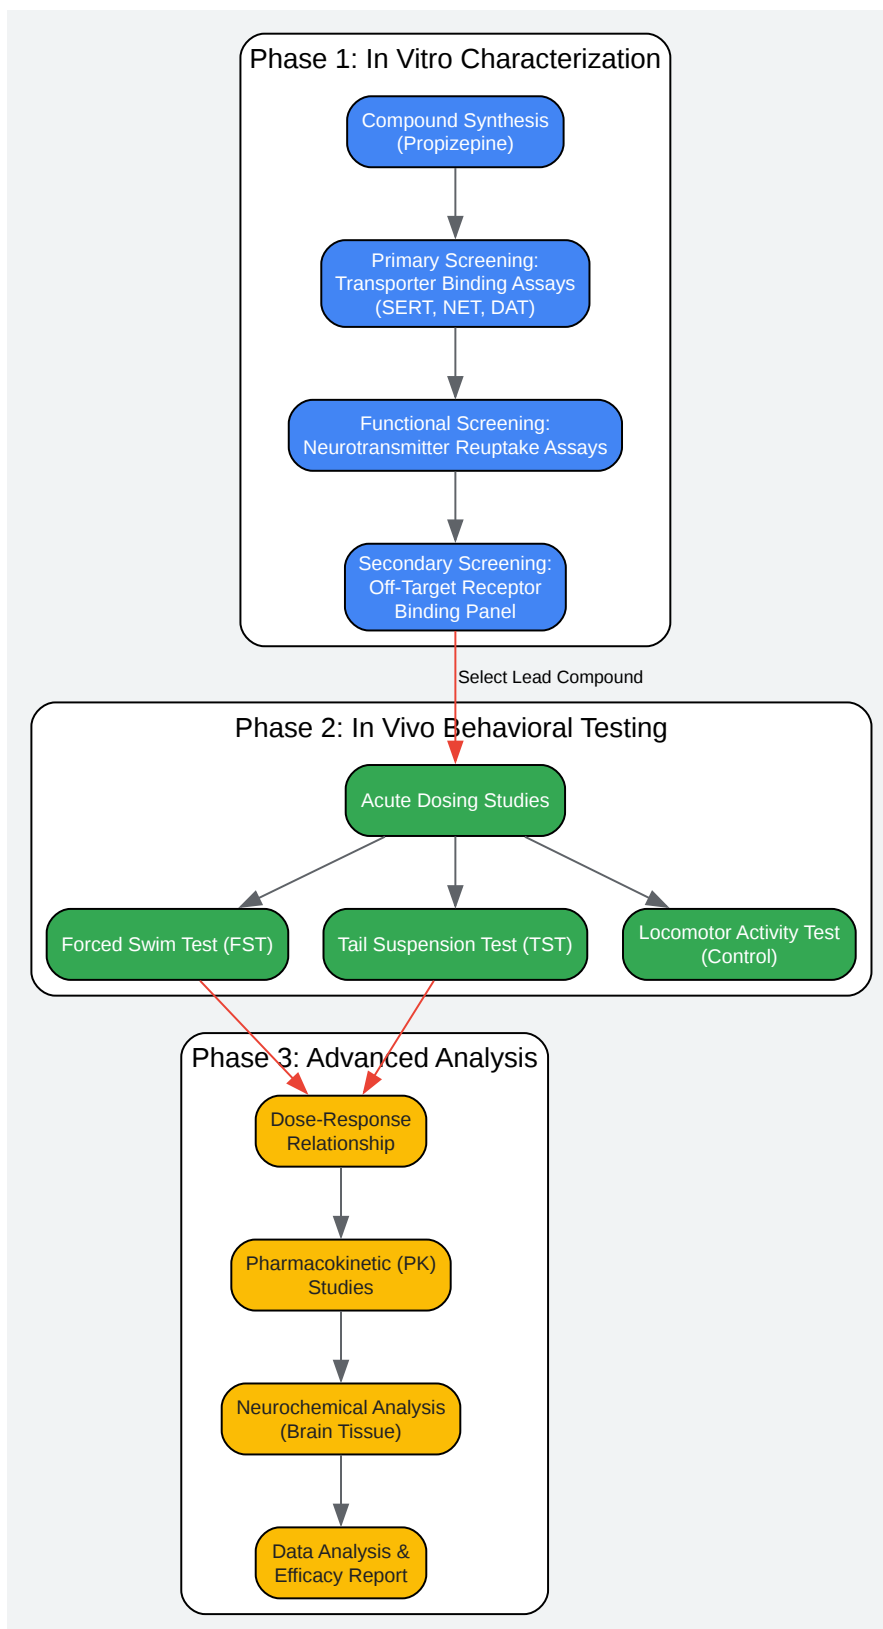 Phase 1: In Vitro Characterization
Compound Synthesis
(Propizepine)
Primary Screening:
Transporter Binding Assays
(SERT, NET, DAT)
Functional Screening:
Neurotransmitter Reuptake Assays
Secondary Screening:
Off-Target Receptor
Binding Panel
Select Lead Compound
Phase 2: In Vivo Behavioral Testing
Acute Dosing Studies
Forced Swim Test (FST)
Tail Suspension Test (TST)
Locomotor Activity Test
(Control)
Phase 3: Advanced Analysis
Dose-Response
Relationship
Pharmacokinetic (PK)
Studies
Neurochemical Analysis
(Brain Tissue)
Data Analysis &
Efficacy Report